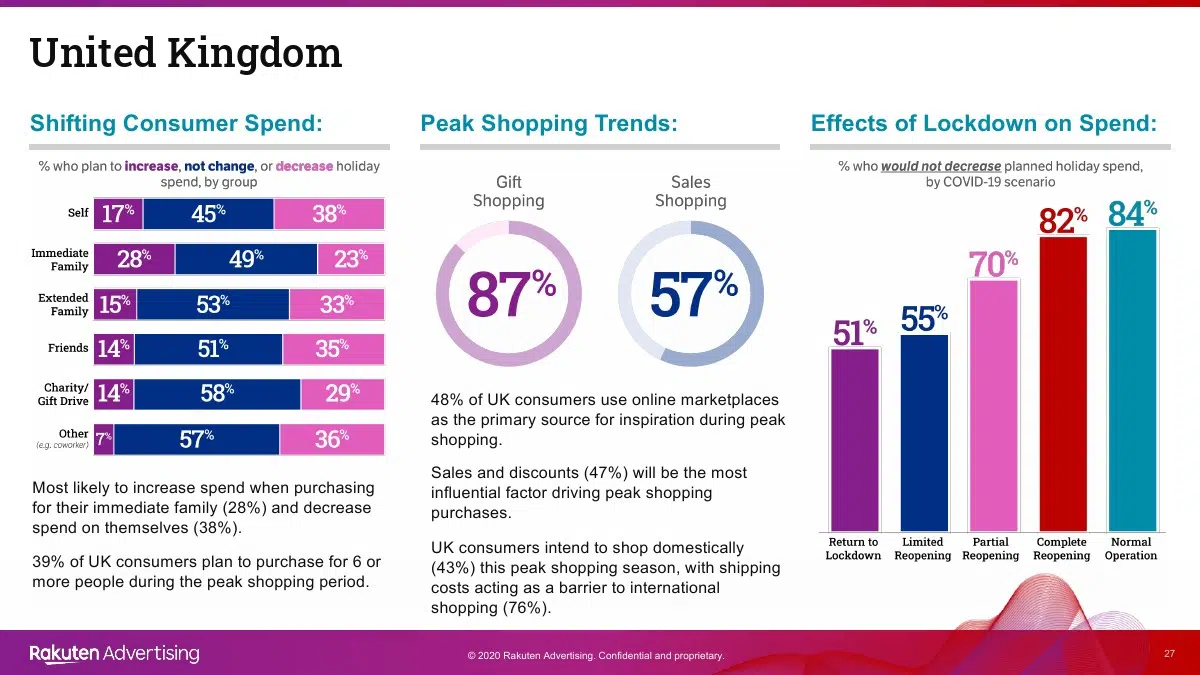 United Kingdom
Shifting Consumer Spend:
% who plan to increase, not change, or decrease holiday
spend, by group
Self 17% 45% 38%
Immediate
Family 28% 49% 23%
Extended
Family 15% 53% 33%
Friends 14% 51% 35%
Charity/
Gift Drive 14% 58% 29%
Other
(e.g. coworker) 7% 57% 36%
Most likely to increase spend when purchasing
for their immediate family (28%) and decrease
spend on themselves (38%).
39% of UK consumers plan to purchase for 6 or
more people during the peak shopping period.
Peak Shopping Trends:
Gift
Shopping
87%
Sales
Shopping
57%
48% of UK consumers use online marketplaces
as the primary source for inspiration during peak
shopping.
Sales and discounts (47%) will be the most
influential factor driving peak shopping
purchases.
UK consumers intend to shop domestically
(43%) this peak shopping season, with shipping
costs acting as a barrier to international
shopping (76%).
Effects of Lockdown on Spend:
% who would not decrease planned holiday spend,
by COVID-19 scenario
51% 55% 70% 82% 84%
Return to
Lockdown
Limited
Reopening
Partial
Reopening
Complete
Reopening
Normal
Operation
Rakuten Advertising
© 2020 Rakuten Advertising. Confidential and proprietary.
27